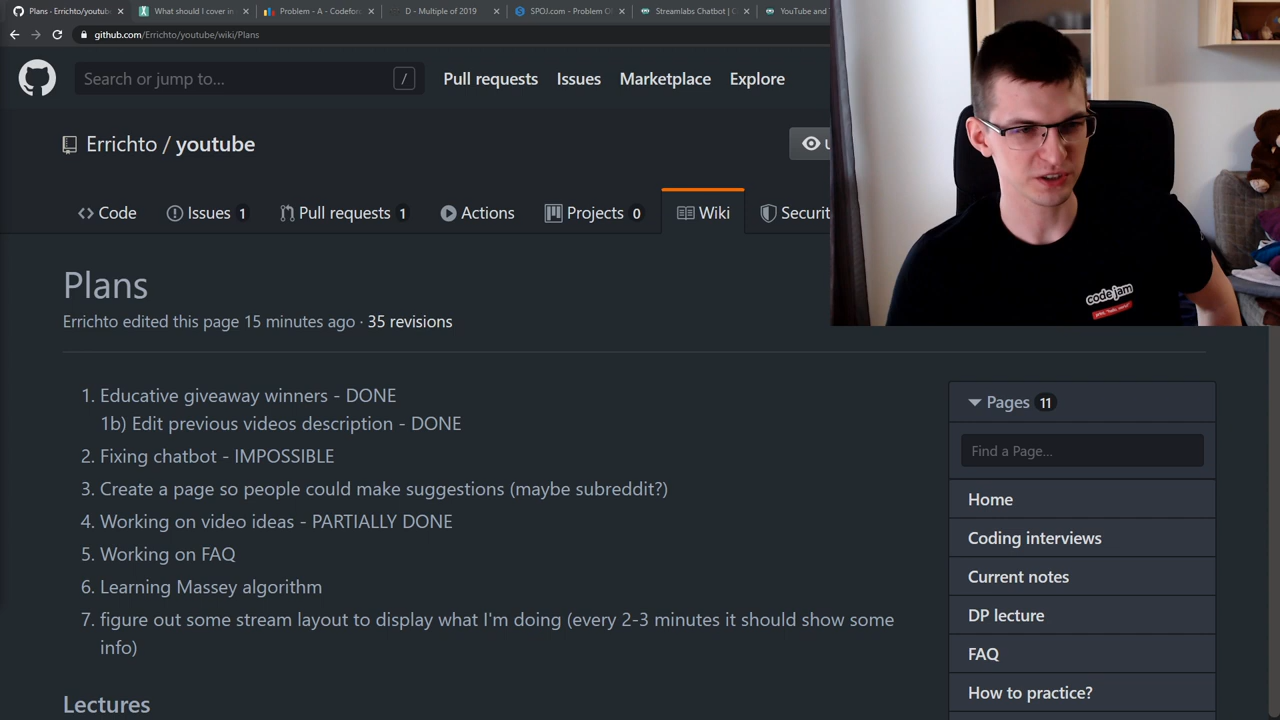 Plans · Errichto/youtub
What should I cover in
Problem - A - Codefor
D - Multiple of 2019
SPOJ.com - Problem O
Streamlabs Chatbot | C
YouTube and
github.com/Errichto/youtube/wiki/Plans
Search or jump to...
/
Pull requests
Issues
Marketplace
Explore
Errichto / youtube
Code
Issues 1
Pull requests 1
Actions
Projects 0
Wiki
Securit
Plans
Errichto edited this page 15 minutes ago · 35 revisions
1. Educative giveaway winners - DONE
1b) Edit previous videos description - DONE
2. Fixing chatbot - IMPOSSIBLE
3. Create a page so people could make suggestions (maybe subreddit?)
4. Working on video ideas - PARTIALLY DONE
5. Working on FAQ
6. Learning Massey algorithm
7. figure out some stream layout to display what I'm doing (every 2-3 minutes it should show some
info)
Lectures
Pages 11
Find a Page...
Home
Coding interviews
Current notes
DP lecture
FAQ
How to practice?
code jam